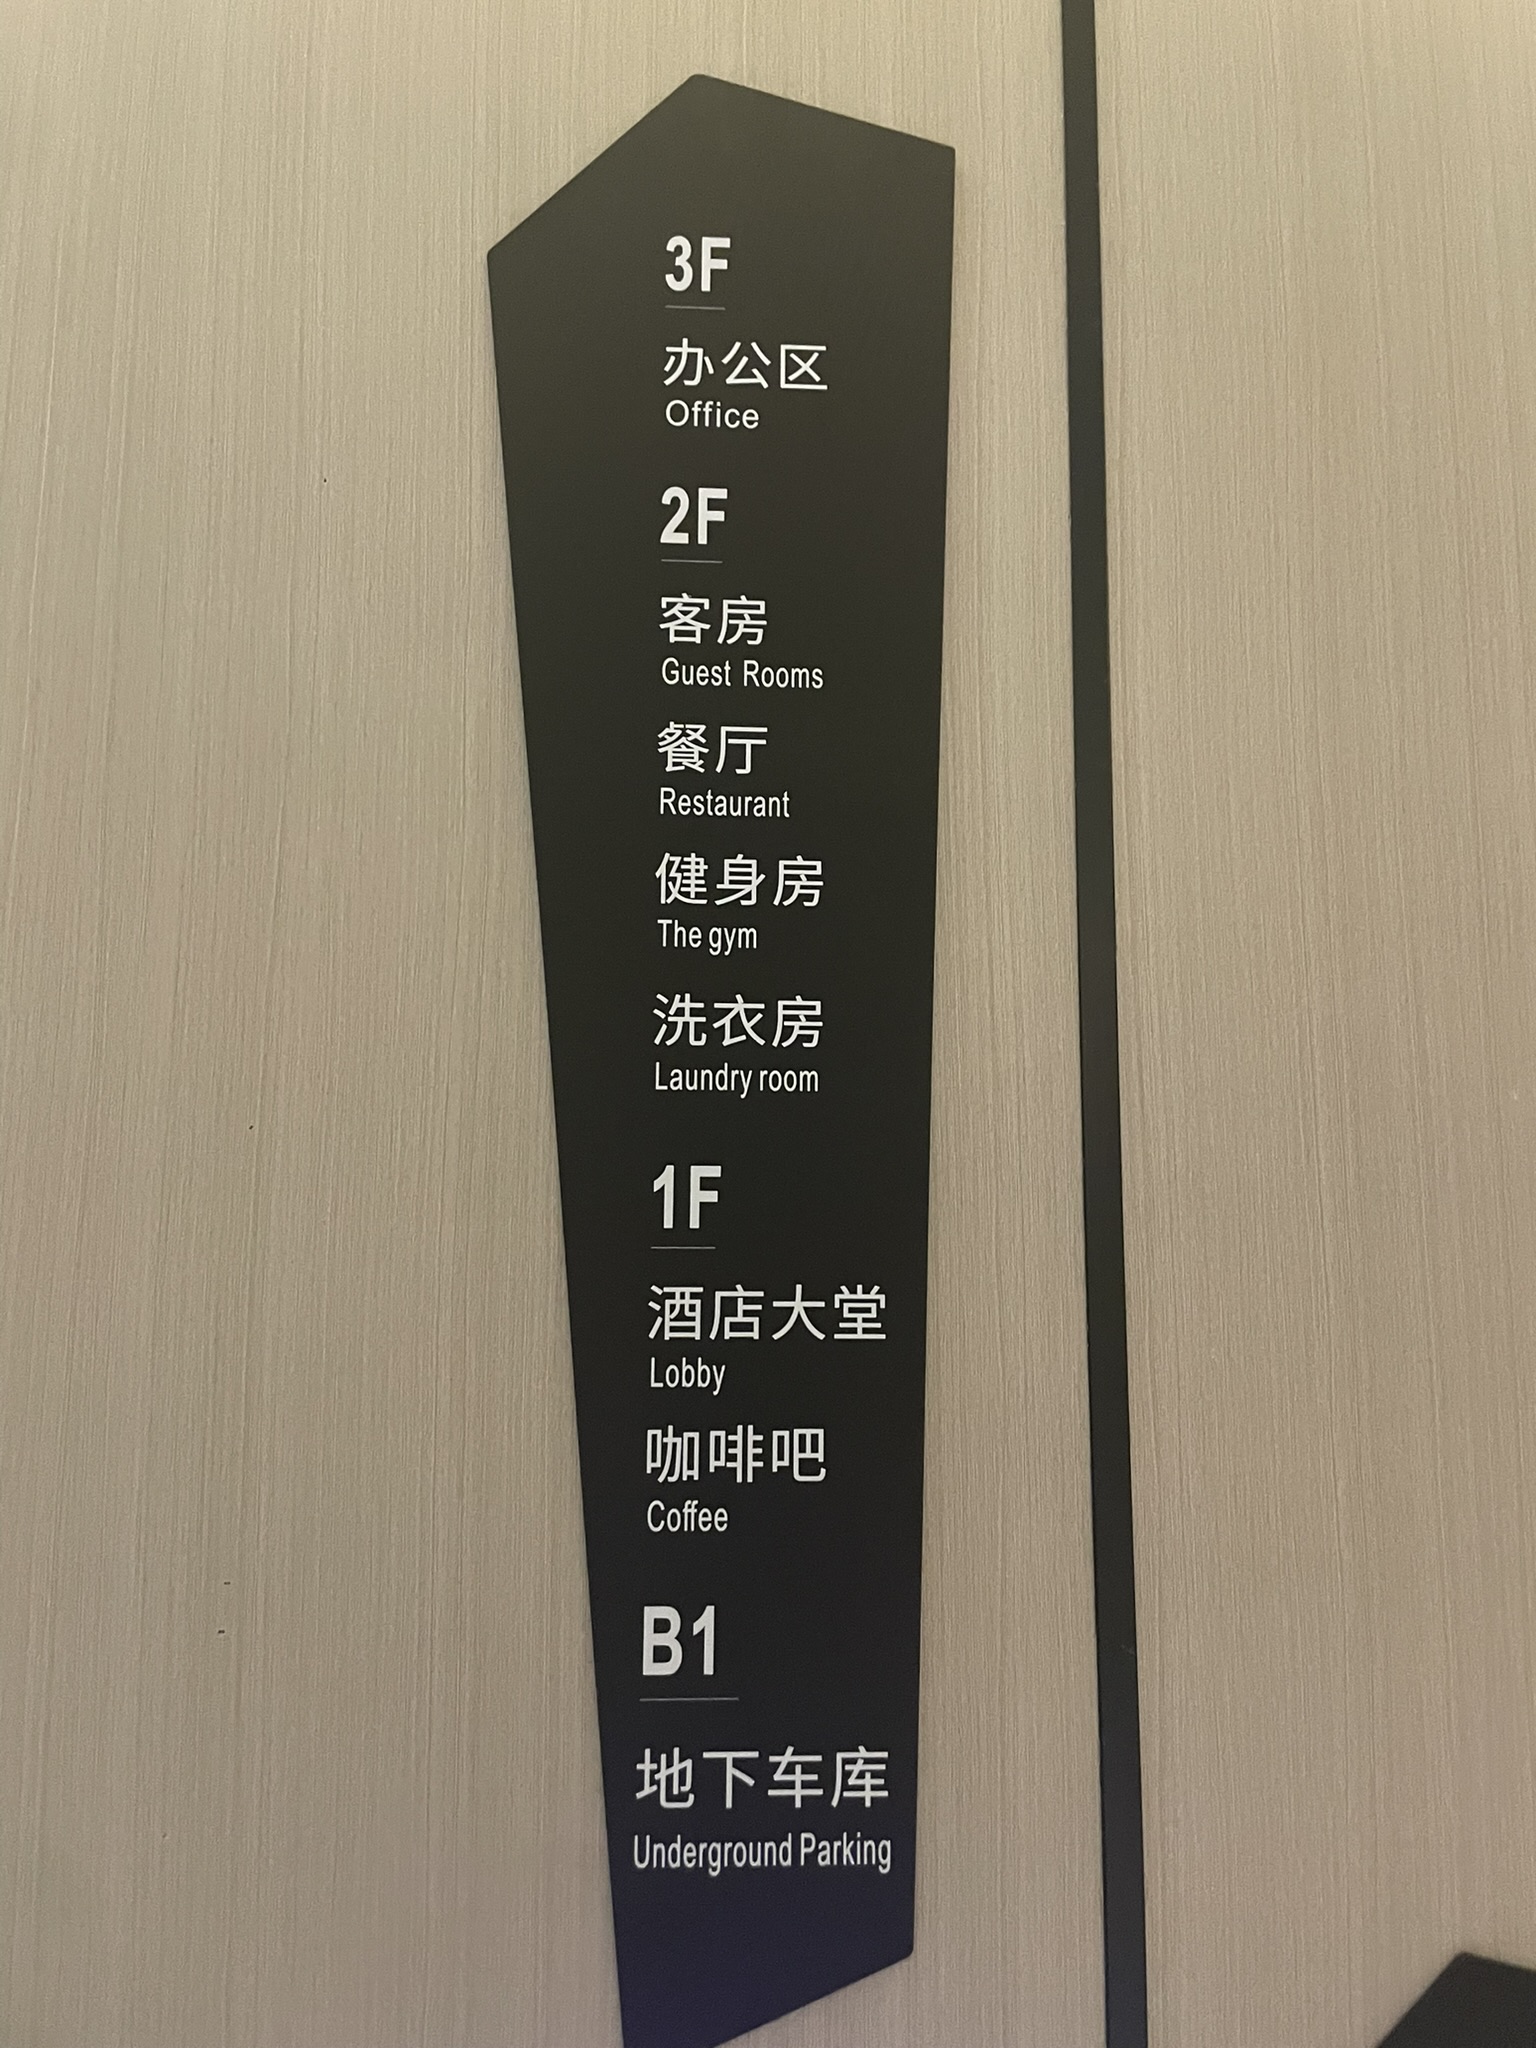 3F
办公区
Office
2F
客房
Guest Rooms
餐厅
Restaurant
健身房
The gym
洗衣房
Laundry room
1F
酒店大堂
Lobby
咖啡吧
Coffee
B1
地下车库
Underground Parking